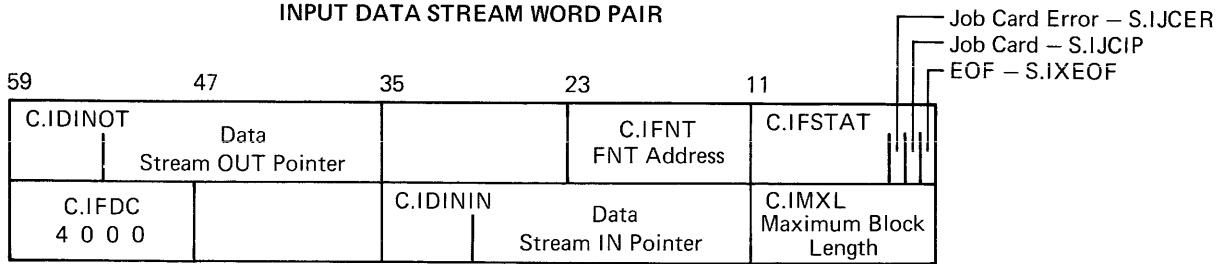 INPUT DATA STREAM WORD PAIR
Job Card Error – S.IJCER
Job Card – S.IJCIP
EOF – S.IXEOF
59 47 35 23 11
C.IDINOT Data Stream OUT Pointer
C.IFNT FNT Address
C.IFSTAT
C.IFDC 4 0 0 0
C.IDININ Data Stream IN Pointer
C.IMXL Maximum Block Length